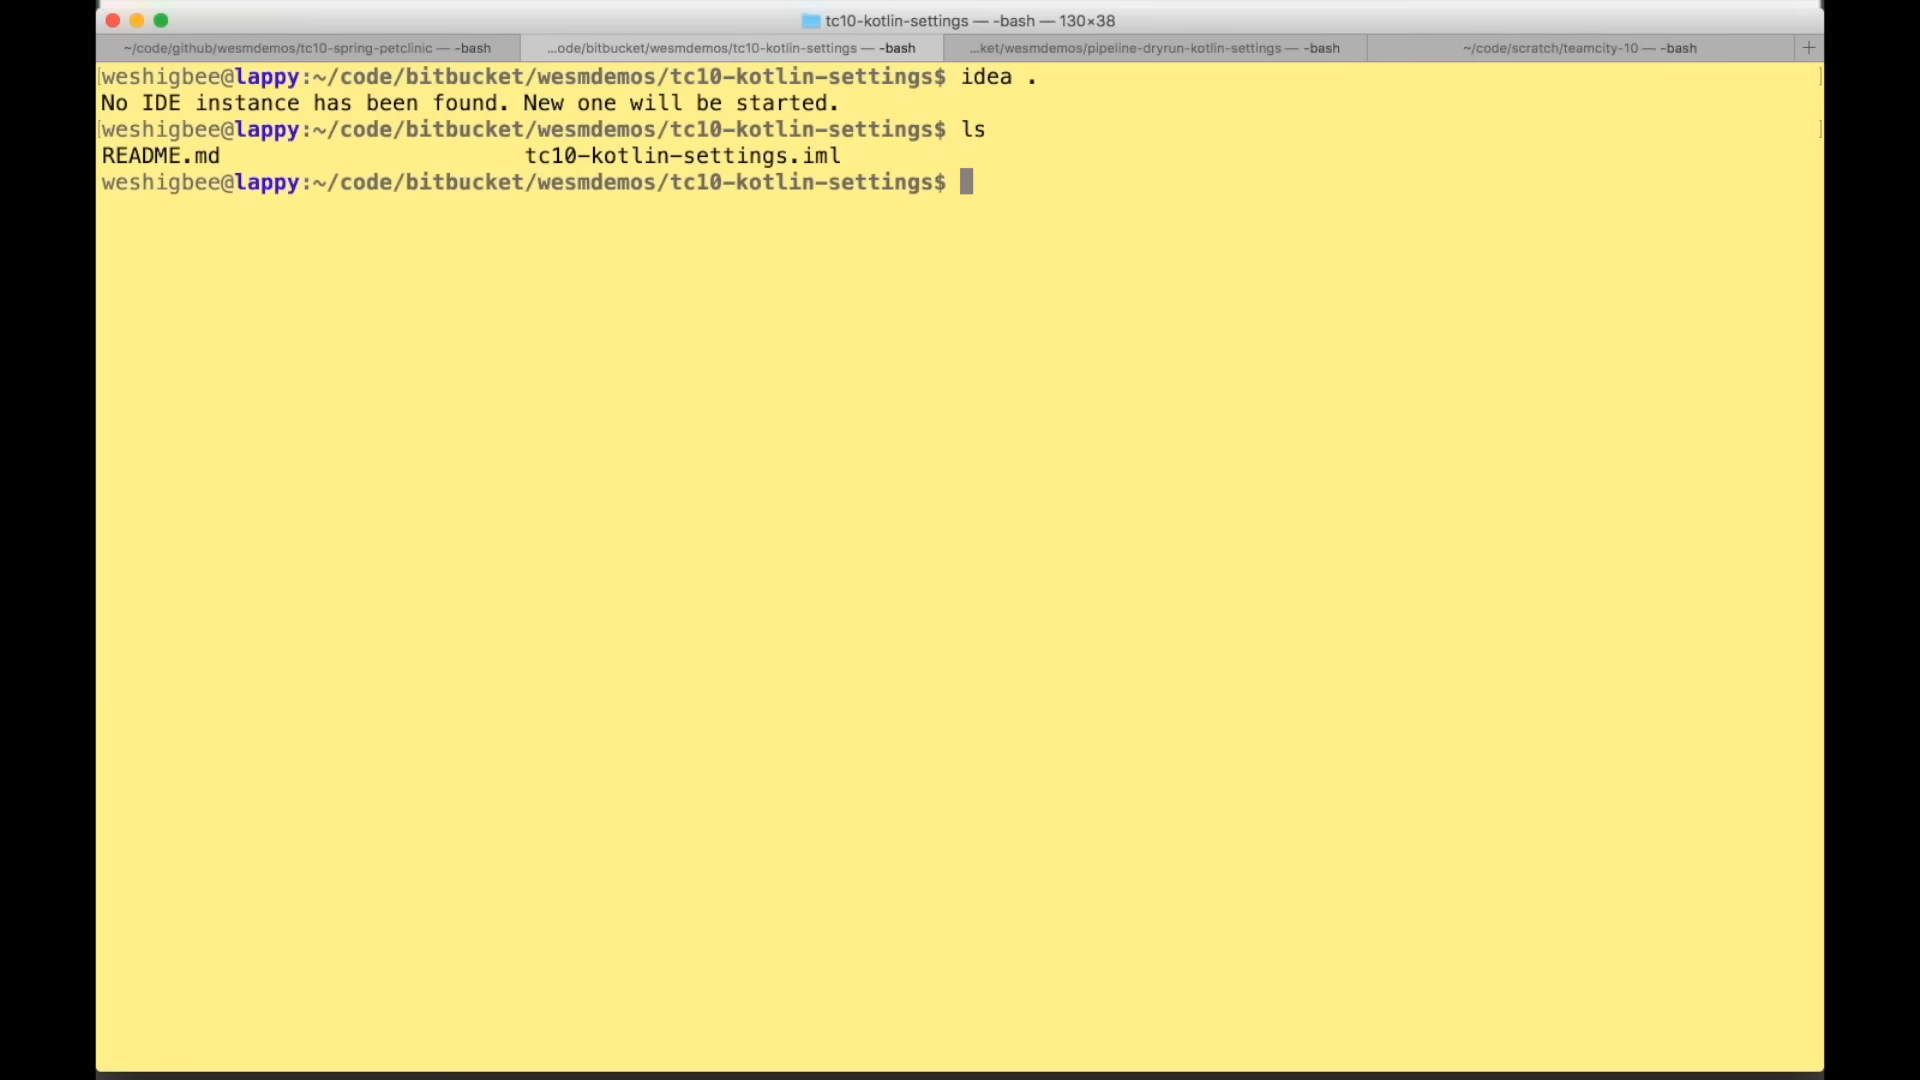 tc10-kotlin-settings — -bash — 130×38
~/code/github/wesmdemos/tc10-spring-petclinic — -bash
...ode/bitbucket/wesmdemos/tc10-kotlin-settings — -bash
...ket/wesmdemos/pipeline-dryrun-kotlin-settings — -bash
~/code/scratch/teamcity-10 — -bash
+
[weshigbee@lappy:~/code/bitbucket/wesmdemos/tc10-kotlin-settings$ idea . ]
No IDE instance has been found. New one will be started.
[weshigbee@lappy:~/code/bitbucket/wesmdemos/tc10-kotlin-settings$ ls ]
README.md tc10-kotlin-settings.iml
weshigbee@lappy:~/code/bitbucket/wesmdemos/tc10-kotlin-settings$